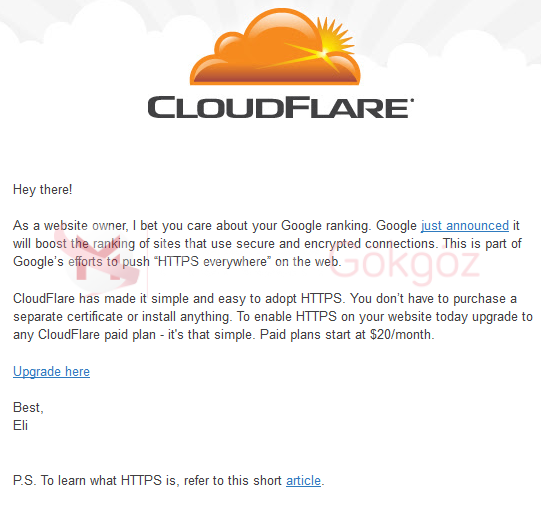 CLOUDFLARE
Hey there!
As a website owner, I bet you care about your Google ranking. Google just announced it
will boost the ranking of sites that use secure and encrypted connections. This is part of
Google’s efforts to push “HTTPS everywhere” on the web.
Gokgoz
CloudFlare has made it simple and easy to adopt HTTPS. You don’t have to purchase a
separate certificate or install anything. To enable HTTPS on your website today upgrade to
any CloudFlare paid plan - it's that simple. Paid plans start at $20/month.
Upgrade here
Best,
Eli
P.S. To learn what HTTPS is, refer to this short article.